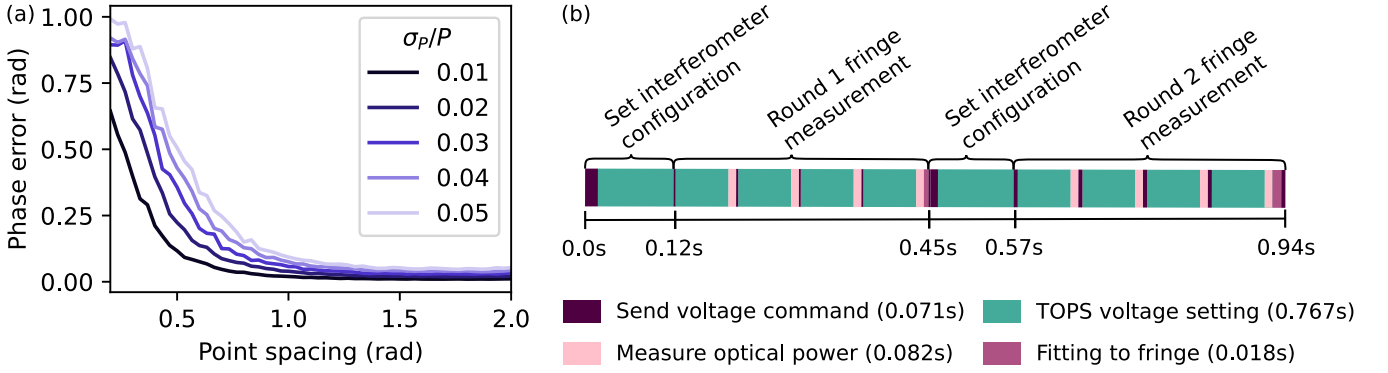 (a)
Phase error (rad)
1.00
0.75
0.50
0.25
0.00
0.5
1.0
1.5
2.0
Point spacing (rad)
σ_P/P
0.01
0.02
0.03
0.04
0.05
(b)
Set interferometer
configuration
Round 1 fringe
measurement
Set interferometer
configuration
Round 2 fringe
measurement
0.0s
0.12s
0.45s
0.57s
0.94s
Send voltage command (0.071s)
TOPS voltage setting (0.767s)
Measure optical power (0.082s)
Fitting to fringe (0.018s)